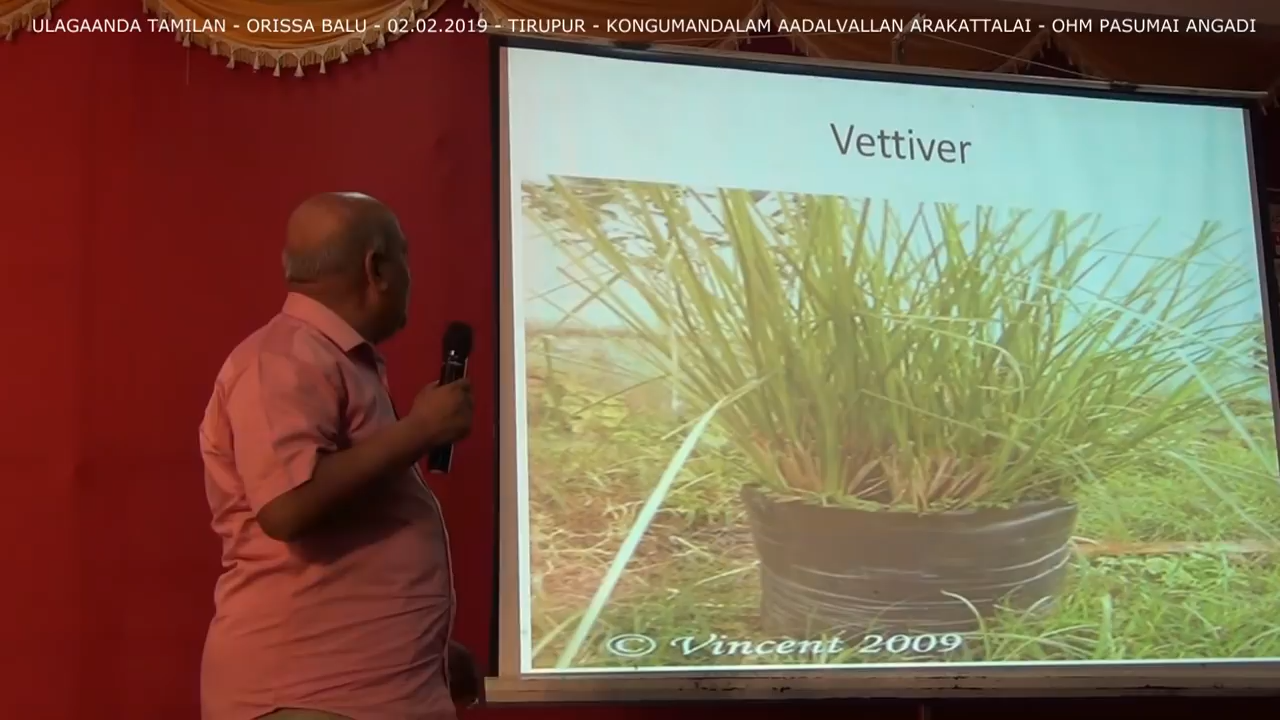 ULAGAANDA TAMILAN - ORISSA BALU - 02.02.2019 - TIRUPUR - KONGUMANDALAM AADALVALLAN ARAKATTALAI - OHM PASUMAI ANGADI
Vettiver
© Vincent 2009